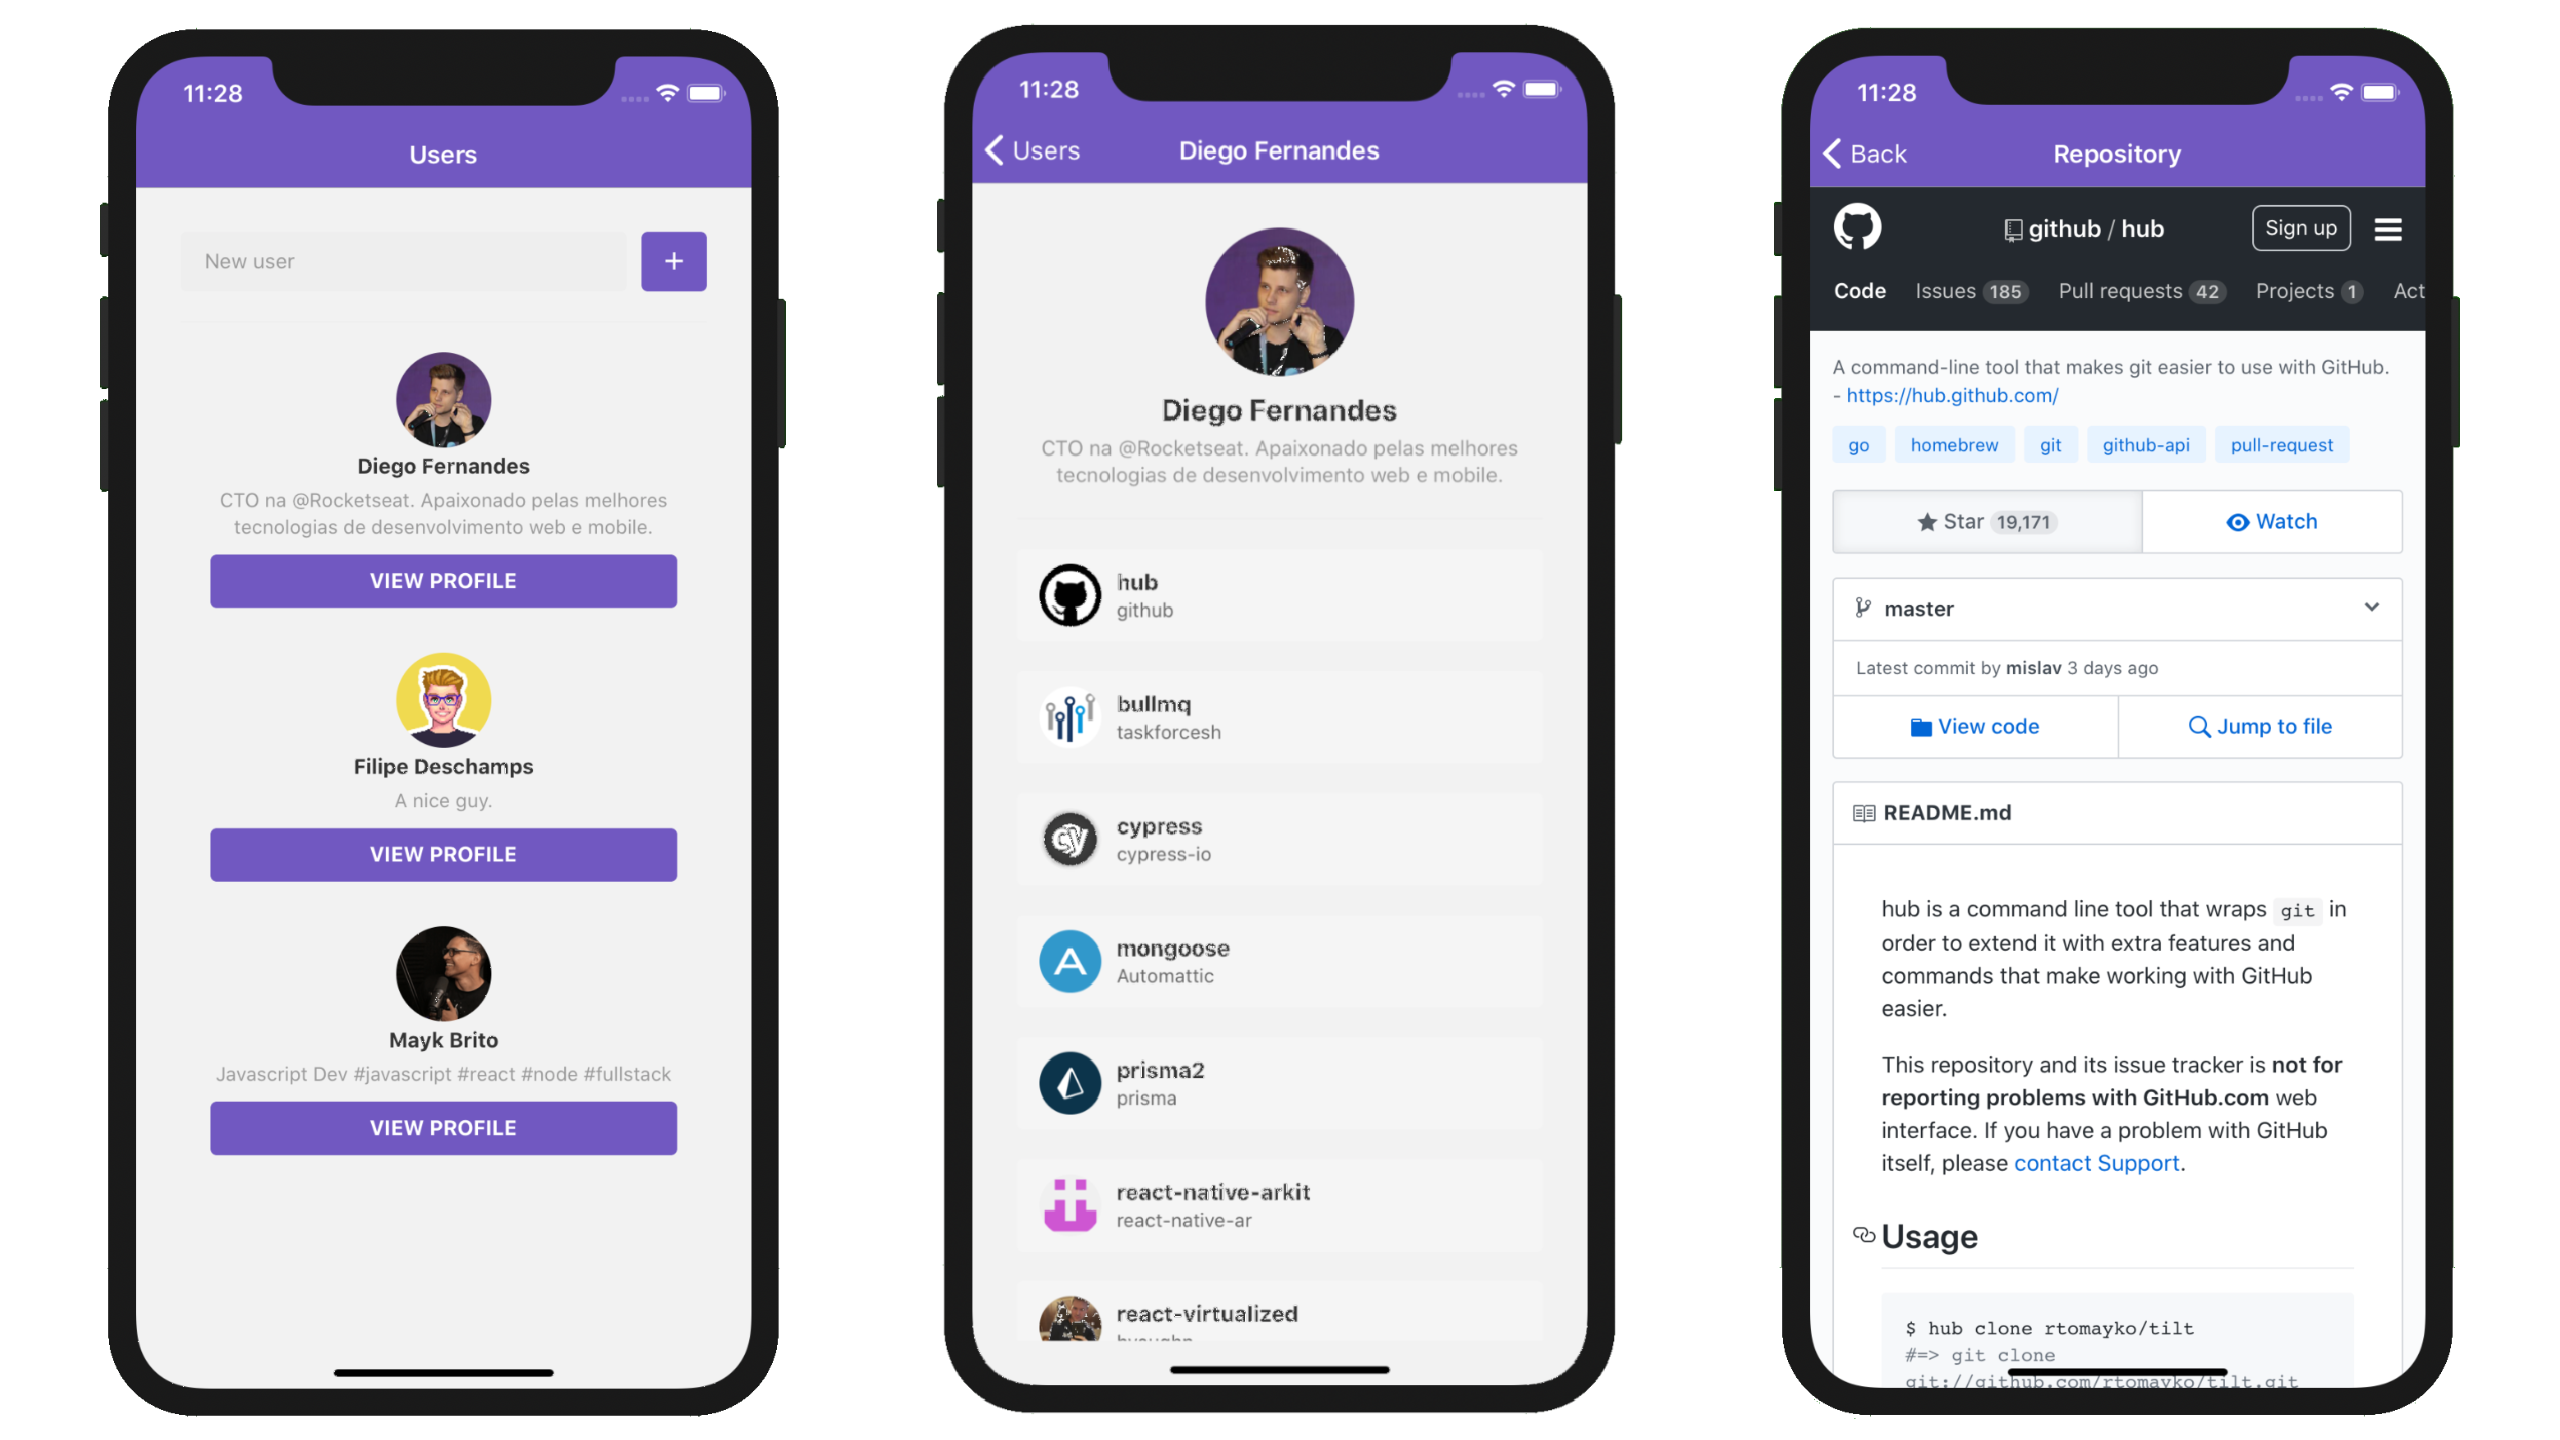 11:28
Users
New user
+
Diego Fernandes
CTO na @Rocketseat. Apaixonado pelas melhores
tecnologias de desenvolvimento web e mobile.
VIEW PROFILE
Filipe Deschamps
A nice guy.
VIEW PROFILE
Mayk Brito
Javascript Dev #javascript #react #node #fullstack
VIEW PROFILE
11:28
Users
Diego Fernandes
Diego Fernandes
CTO na @Rocketseat. Apaixonado pelas melhores
tecnologias de desenvolvimento web e mobile.
hub
github
bullmq
taskforcesh
cy
cypress
cypress-io
A
mongoose
Automattic
prisma2
prisma
react-native-arkit
react-native-ar
react-virtualized
11:28
Back
Repository
github / hub
Sign up
Code Issues 185 Pull requests 42 Projects 1 Act
A command-line tool that makes git easier to use with GitHub.
- https://hub.github.com/
go homebrew git github-api pull-request
Star 19,171
Watch
master
Latest commit by mislav 3 days ago
View code
Jump to file
README.md
hub is a command line tool that wraps git in
order to extend it with extra features and
commands that make working with GitHub
easier.
This repository and its issue tracker is not for
reporting problems with GitHub.com web
interface. If you have a problem with GitHub
itself, please contact Support.
Usage
$ hub clone rtomayko/tilt
#=> git clone
git://github.com/rtomayko/tilt.git